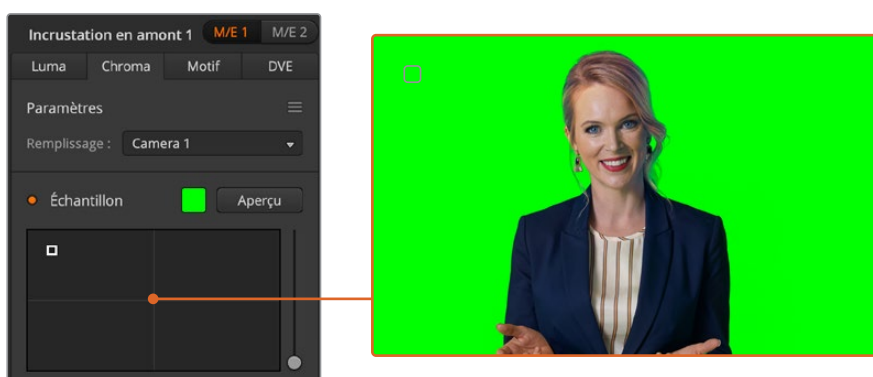 Incrustation en amont 1 M/E 1 M/E 2
Luma Chroma Motif DVE
Paramètres
Remplissage : Camera 1
Échantillon Aperçu